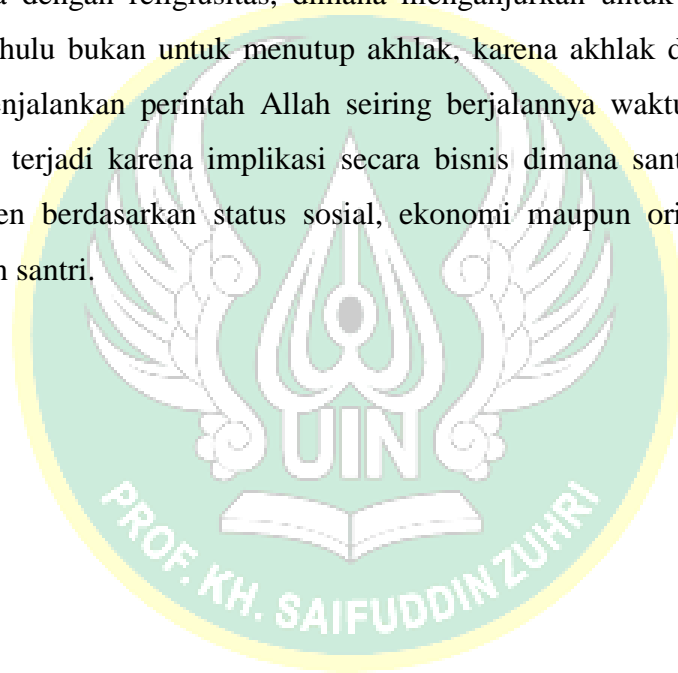 dengan religiusitas, dimana menganjurkan untuk
hulu bukan untuk menutup akhlak, karena akhlak
njalankan perintah Allah seiring berjalannya waktu
terjadi karena implikasi secara bisnis dimana sant
en berdasarkan status sosial, ekonomi maupun ori
santri.
UIN
PROF. KH. SAIFUDDIN ZUHRI